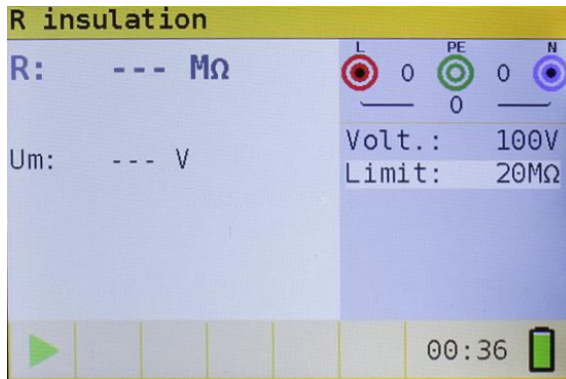 R insulation
R: --- MΩ
L PE N
0 0
0
Um: --- V
Volt.: 100V
Limit: 20MΩ
00:36